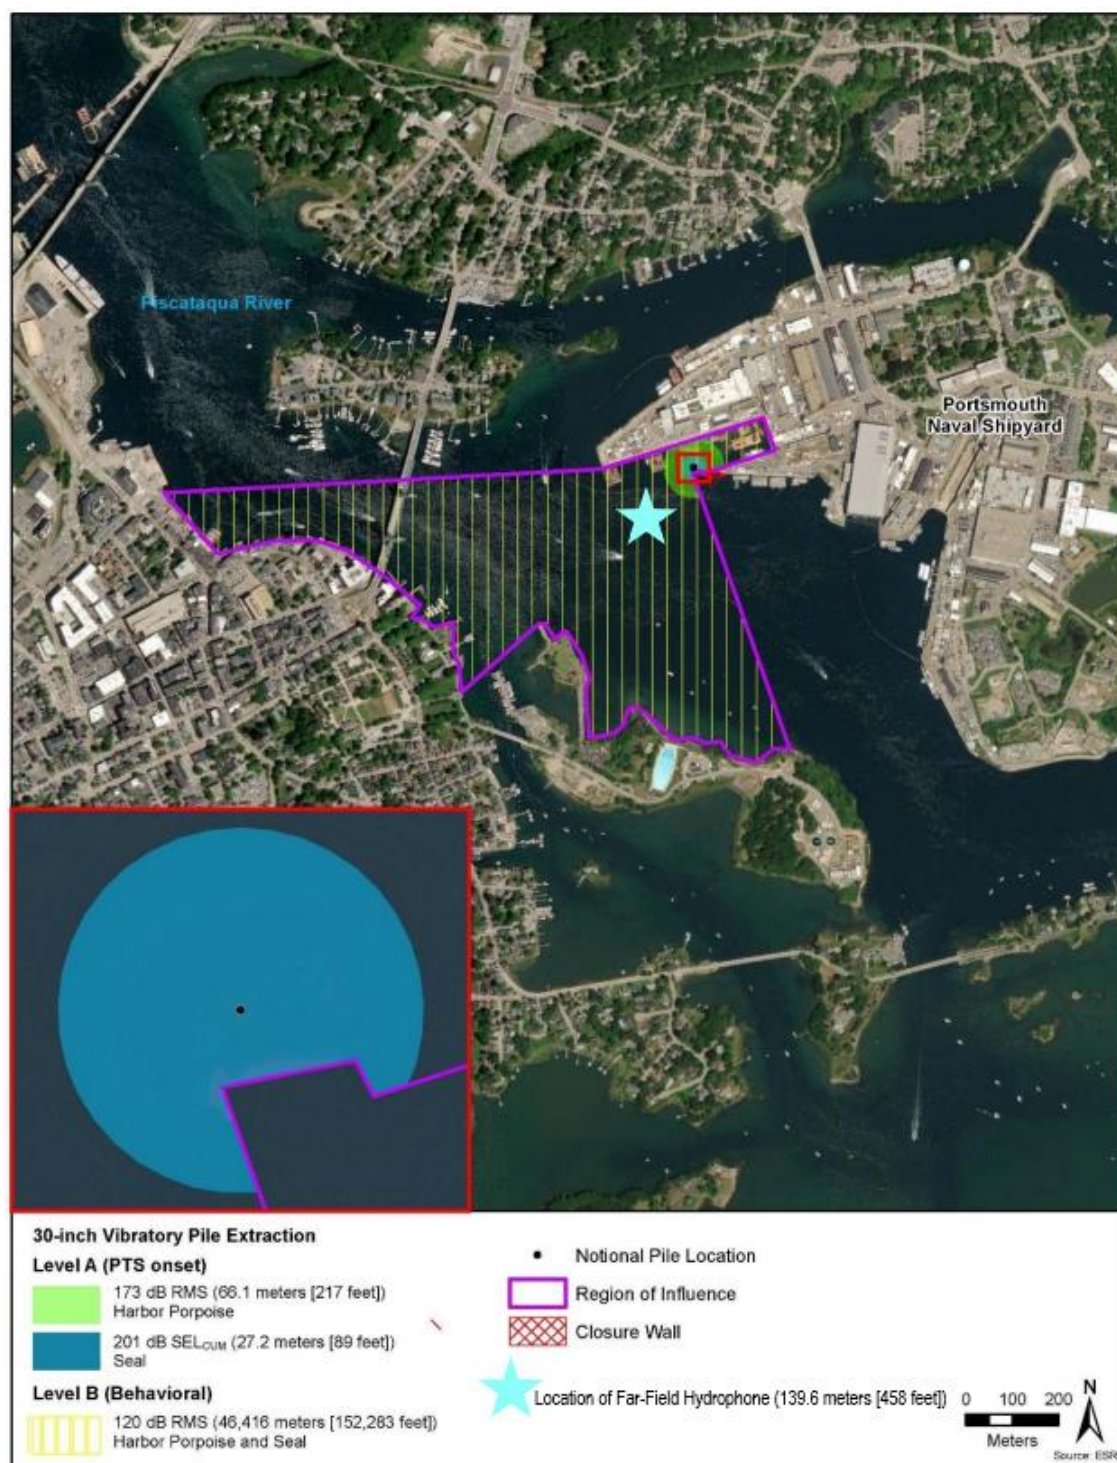 Piscataqua River
Portsmouth
Naval Shipyard
30-inch Vibratory Pile Extraction
Level A (PTS onset)
173 dB RMS (66.1 meters [217 feet])
Harbor Porpoise
201 dB SELCUM (27.2 meters [89 feet])
Seal
Level B (Behavioral)
120 dB RMS (46,416 meters [152,283 feet])
Harbor Porpoise and Seal
Notional Pile Location
Region of Influence
Closure Wall
Location of Far-Field Hydrophone (139.6 meters [458 feet])
0 100 200
Meters
N
Source: ESRI